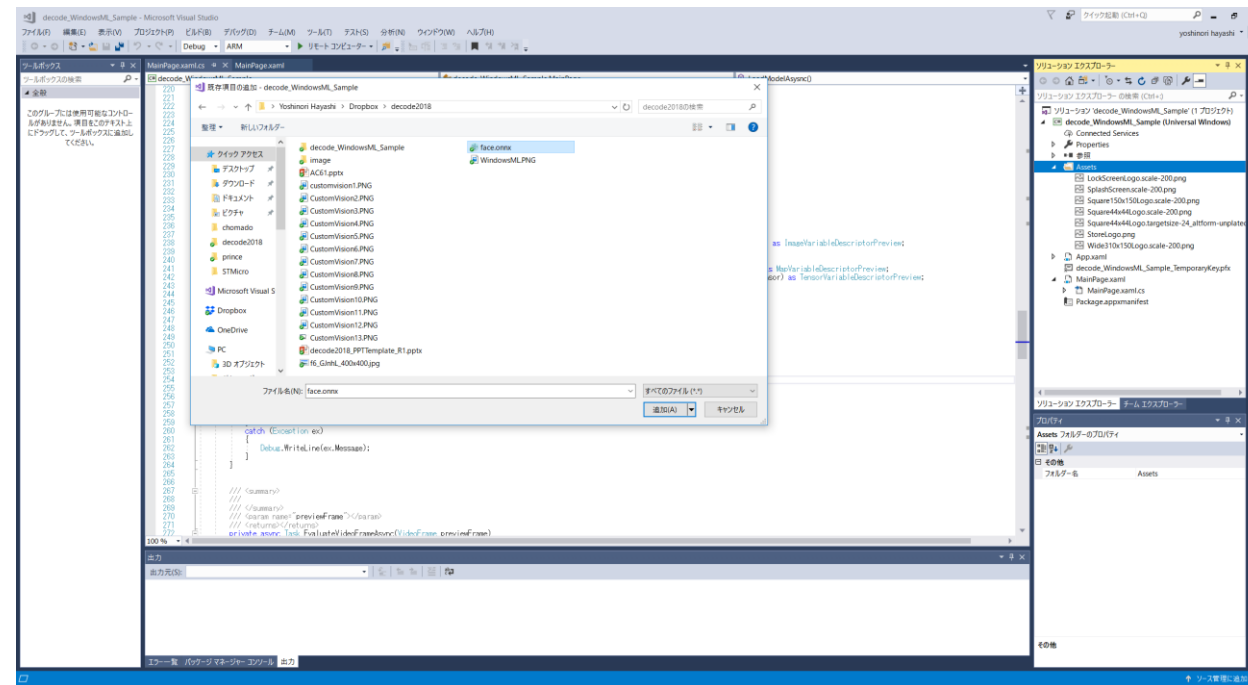 decode_WindowsML_Sample - Microsoft Visual Studio
クイック起動 (Ctrl+Q)
ファイル(F) 編集(E) 表示(V) プロジェクト(P) ビルド(B) デバッグ(D) チーム(M) ツール(T) テスト(S) 分析(N) ウィンドウ(W) ヘルプ(H)
yoshinori hayashi
Debug
ARM
リモート コンピューター
ツールボックス
ツールボックスの検索
全般
このグループには使用可能なコントロー
ルがありません。項目をこのテキスト上
にドラッグして、ツールボックスに追加し
てください。
MainPage.xaml.cs
MainPage.xaml
LoadModelAsync()
既存項目の追加 - decode_WindowsML_Sample
Yoshinori Hayashi > Dropbox > decode2018
decode2018の検索
整理
新しいフォルダー
クイック アクセス
デスクトップ
ダウンロード
ドキュメント
ピクチャ
chomado
decode2018
prince
STMicro
Microsoft Visual S
Dropbox
OneDrive
PC
3D オブジェクト
decode_WindowsML_Sample
image
AC61.pptx
customvision1.PNG
CustomVision2.PNG
CustomVision3.PNG
CustomVision4.PNG
CustomVision5.PNG
CustomVision6.PNG
CustomVision7.PNG
CustomVision8.PNG
CustomVision9.PNG
CustomVision10.PNG
CustomVision11.PNG
CustomVision12.PNG
CustomVision13.PNG
decode2018_PPTTemplate_R1.pptx
f6_GJnhL_400x400.jpg
face.onnx
WindowsML.PNG
ファイル名(N): face.onnx
すべてのファイル (*.*)
追加(A)
キャンセル
as ImageVariableDescriptorPreview;
s MapVariableDescriptorPreview;
sor) as TensorVariableDescriptorPreview;
catch (Exception ex)
{
Debug.WriteLine(ex.Message);
}
}
/// <summary>
///
/// </summary>
/// <param name="previewFrame"></param>
/// <returns></returns>
private async Task EvaluateVideoFrameAsync(VideoFrame previewFrame)
100 %
出力
出力元(S):
エラー一覧 パッケージ マネージャー コンソール 出力
ソリューション エクスプローラー
ソリューション エクスプローラー の検索 (Ctrl+;)
ソリューション 'decode_WindowsML_Sample' (1 プロジェクト)
decode_WindowsML_Sample (Universal Windows)
Connected Services
Properties
参照
Assets
LockScreenLogo.scale-200.png
SplashScreen.scale-200.png
Square150x150Logo.scale-200.png
Square44x44Logo.scale-200.png
Square44x44Logo.targetsize-24_altform-unplated
StoreLogo.png
Wide310x150Logo.scale-200.png
App.xaml
decode_WindowsML_Sample_TemporaryKey.pfx
MainPage.xaml
MainPage.xaml.cs
Package.appxmanifest
ソリューション エクスプローラー チーム エクスプローラー
プロパティ
Assets フォルダーのプロパティ
その他
フォルダー名 Assets
その他
ソース管理に追加